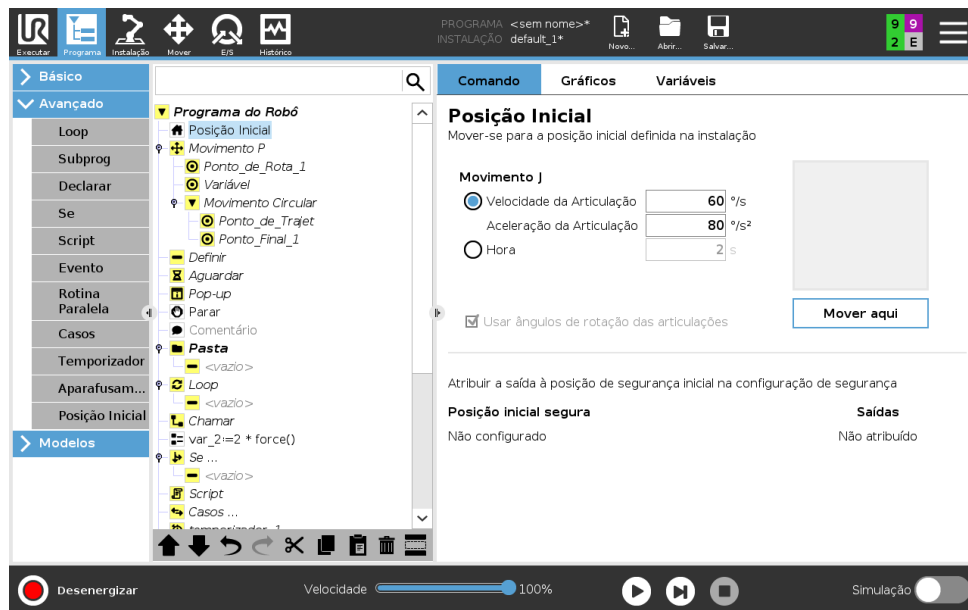 PROGRAMA <sem nome>*
INSTALAÇÃO default_1*
9 9
2 E
Executar Programa Instalação Mover E/S Histórico Novo... Abrir... Salvar...
Básico
Avançado
Loop
Subprog
Declarar
Se
Script
Evento
Rotina
Paralela
Casos
Temporizador
Aparafusam...
Posição Inicial
Modelos
Programa do Robô
Posição Inicial
Movimento P
Ponto_de_Rota_1
Variável
Movimento Circular
Ponto_de_Trajet
Ponto_Final_1
Definir
Aguardar
Pop-up
Parar
Comentário
Pasta
<vazio>
Loop
<vazio>
Chamar
var_2:=2 * force()
Se ...
<vazio>
Script
Casos ...
temporizador_1
Comando Gráficos Variáveis
Posição Inicial
Mover-se para a posição inicial definida na instalação
Movimento J
Velocidade da Articulação 60 °/s
Aceleração da Articulação 80 °/s²
Hora 2 s
Usar ângulos de rotação das articulações
Mover aqui
Atribuir a saída à posição de segurança inicial na configuração de segurança
Posição inicial segura Saídas
Não configurado Não atribuído
Desenergizar Velocidade 100% Simulação